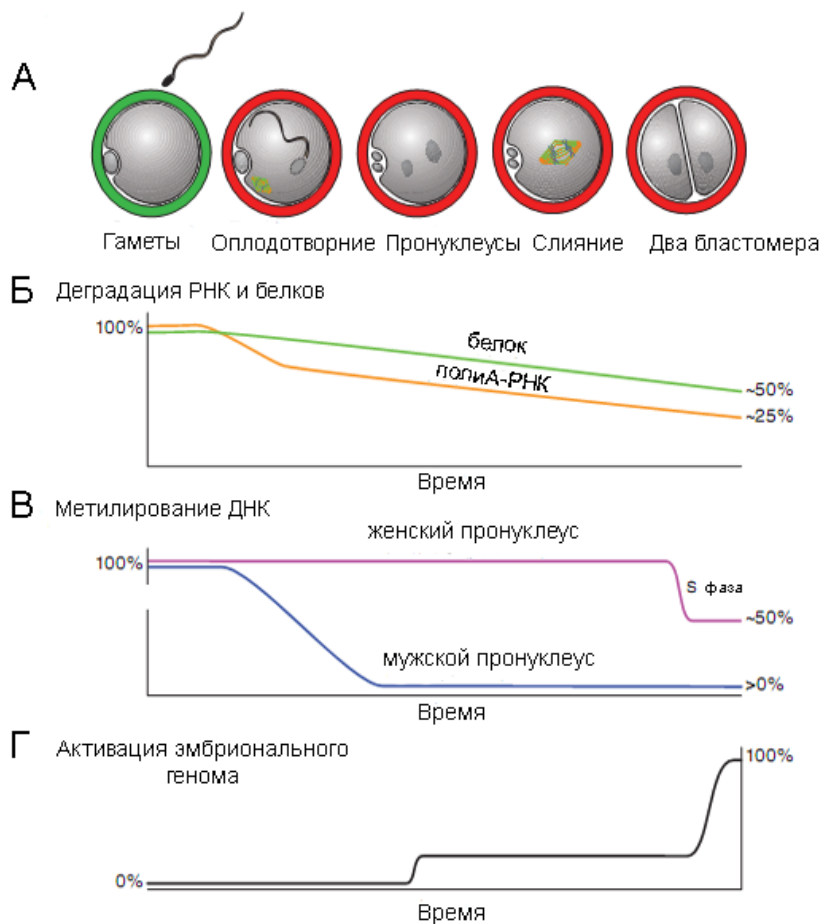 А
Гаметы
Оплодотворние
Пронуклеусы
Слияние
Два бластомера
Б
Деградация РНК и белков
100%
белок
полиА-РНК
~50%
~25%
Время
В
Метилирование ДНК
женский пронуклеус
100%
S фаза
~50%
мужской пронуклеус
>0%
Время
Г
Активация эмбрионального
генома
100%
0%
Время